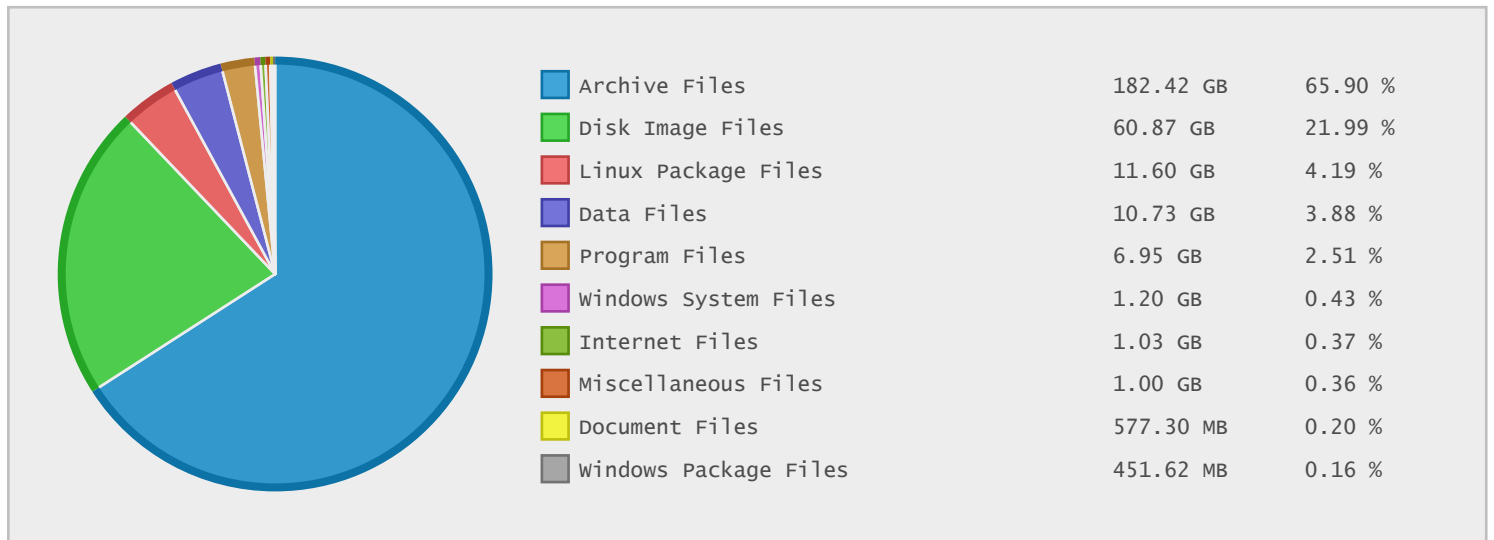 Archive Files 182.42 GB 65.90 %
Disk Image Files 60.87 GB 21.99 %
Linux Package Files 11.60 GB 4.19 %
Data Files 10.73 GB 3.88 %
Program Files 6.95 GB 2.51 %
Windows System Files 1.20 GB 0.43 %
Internet Files 1.03 GB 0.37 %
Miscellaneous Files 1.00 GB 0.36 %
Document Files 577.30 MB 0.20 %
Windows Package Files 451.62 MB 0.16 %